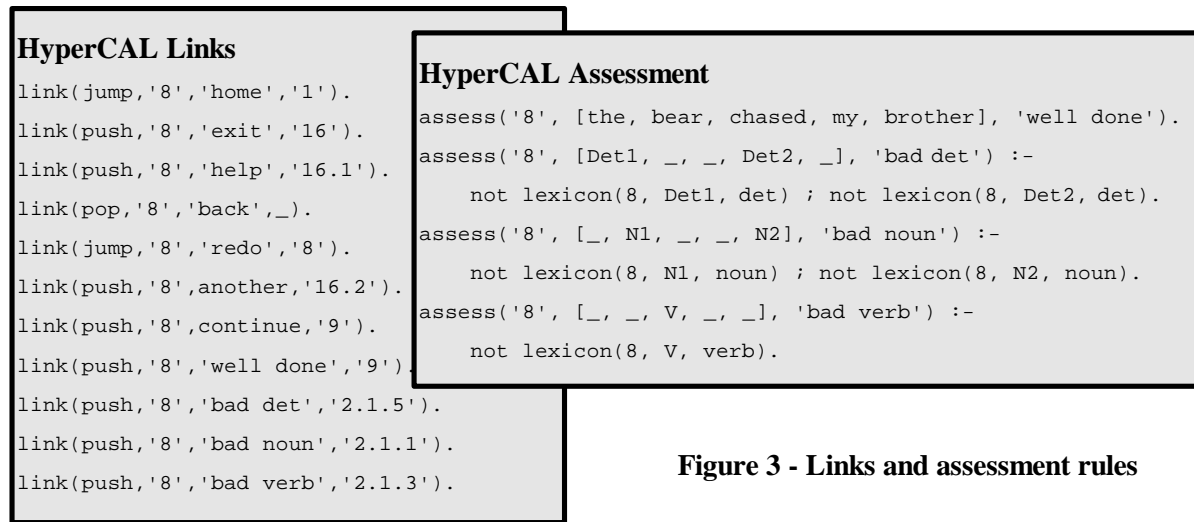 HyperCAL Links
link(jump,'8','home','1').
link(push,'8','exit','16').
link(push,'8','help','16.1').
link(pop,'8','back',_).
link(jump,'8','redo','8').
link(push,'8',another,'16.2').
link(push,'8',continue,'9').
link(push,'8','well done','9')
link(push,'8','bad det','2.1.5').
link(push,'8','bad noun','2.1.1').
link(push,'8','bad verb','2.1.3').
HyperCAL Assessment
assess('8', [the, bear, chased, my, brother], 'well done').
assess('8', [Det1, _, _, Det2, _], 'bad det') :-
not lexicon(8, Det1, det) ; not lexicon(8, Det2, det).
assess('8', [_, N1, _, _, N2], 'bad noun') :-
not lexicon(8, N1, noun) ; not lexicon(8, N2, noun).
assess('8', [_, _, V, _, _], 'bad verb') :-
not lexicon(8, V, verb).
Figure 3 - Links and assessment rules